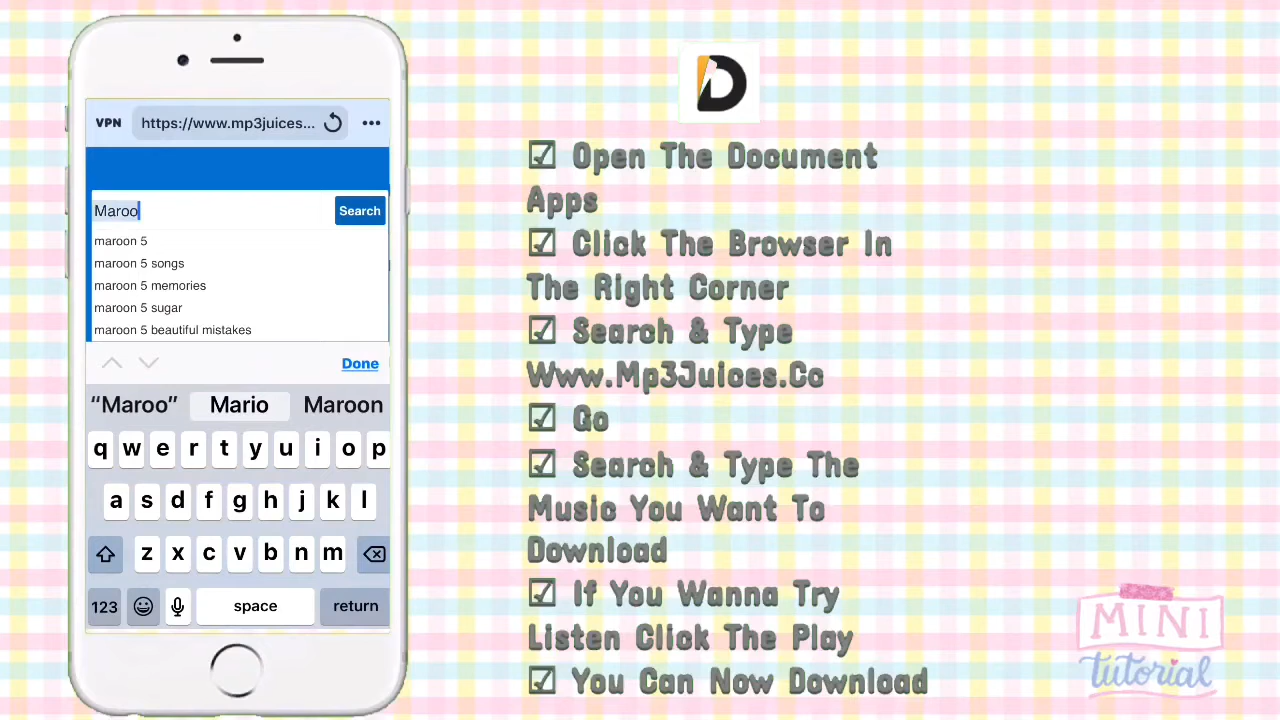 VPN
https://www.mp3juices...
Maroo
Search
maroon 5
maroon 5 songs
maroon 5 memories
maroon 5 sugar
maroon 5 beautiful mistakes
Done
“Maroo” Mario Maroon
q w e r t y u i o p
a s d f g h j k l
z x c v b n m
123 space return
D
☑ Open The Document
Apps
☑ Click The Browser In
The Right Corner
☑ Search & Type
Www.Mp3Juices.Cc
☑ Go
☑ Search & Type The
Music You Want To
Download
☑ If You Wanna Try
Listen Click The Play
☑ You Can Now Download
MINI
tutorial